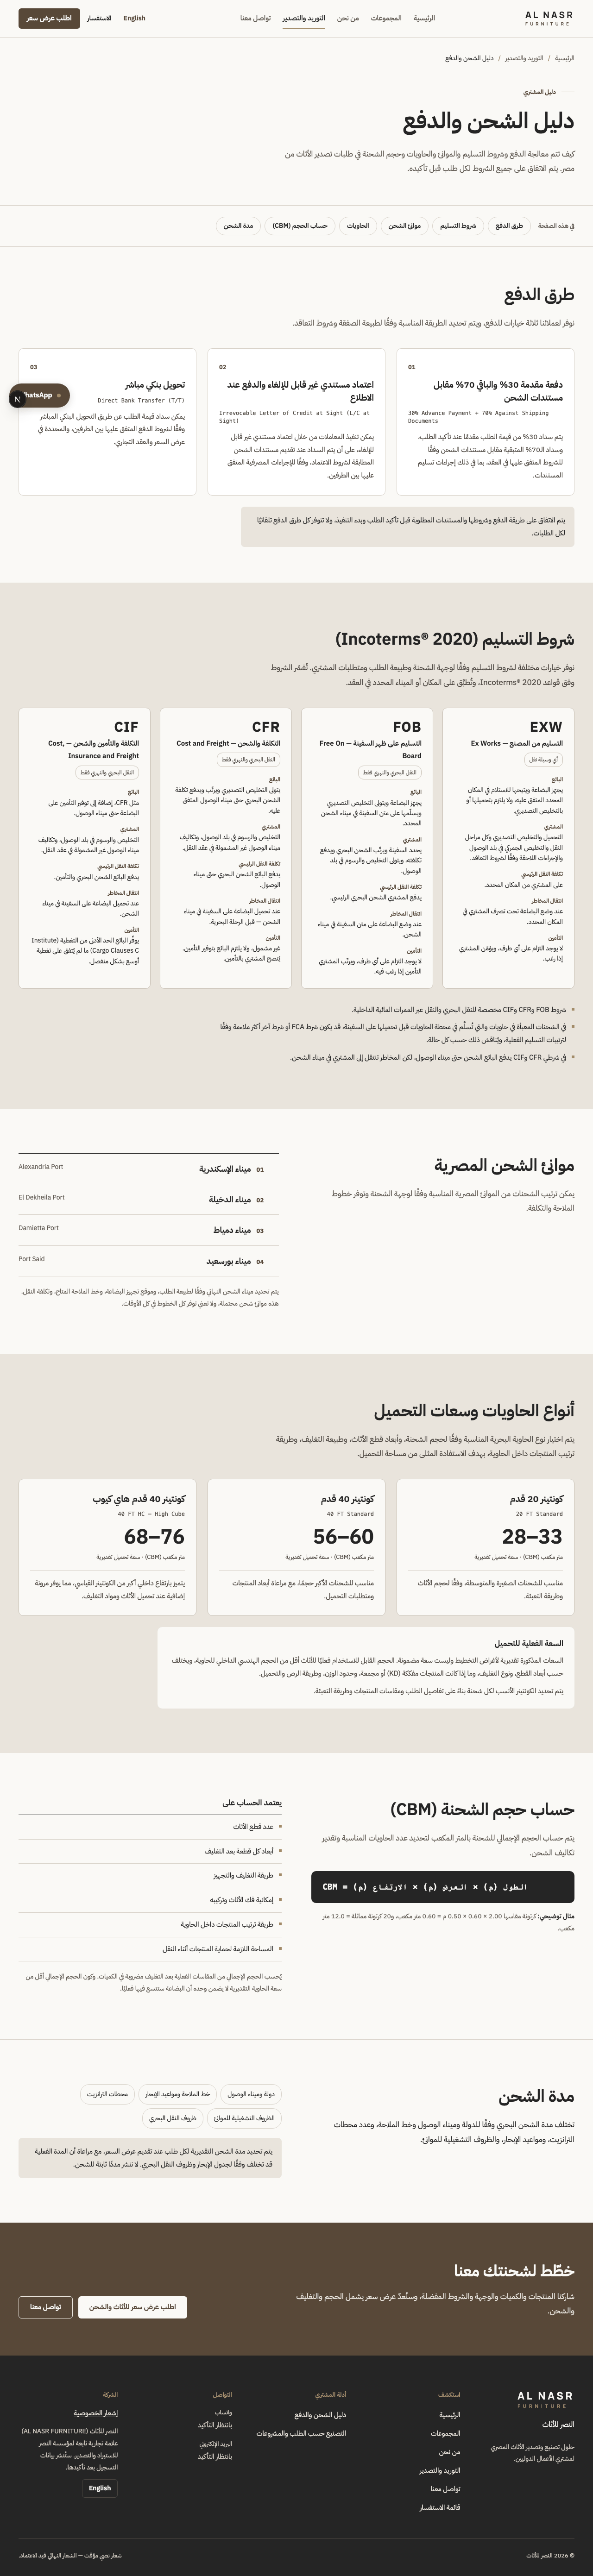 AL NASR
FURNITURE
الرئيسية
المجموعات
من نحن
التوريد والتصدير
تواصل معنا
English
الاستفسار
اطلب عرض سعر
الرئيسية / التوريد والتصدير / دليل الشحن والدفع
دليل المشتري
دليل الشحن والدفع
كيف تتم معالجة الدفع وشروط التسليم والموانئ والحاويات وحجم الشحنة في طلبات تصدير الأثاث من
مصر. يتم الاتفاق على جميع الشروط لكل طلب قبل تأكيده.
في هذه الصفحة
طرق الدفع
شروط التسليم
موانئ الشحن
الحاويات
حساب الحجم (CBM)
مدة الشحن
طرق الدفع
نوفر لعملائنا ثلاثة خيارات للدفع، ويتم تحديد الطريقة المناسبة وفقًا لطبيعة الصفقة وشروط التعاقد.
01
دفعة مقدمة 30% والباقي 70% مقابل
مستندات الشحن
30% Advance Payment + 70% Against Shipping
Documents
يتم سداد 30% من قيمة الطلب مقدمًا عند تأكيد الطلب،
وسداد الـ70% المتبقية مقابل مستندات الشحن وفقًا
للشروط المتفق عليها في العقد، بما في ذلك إجراءات تسليم
المستندات.
02
اعتماد مستندي غير قابل للإلغاء والدفع عند
الاطلاع
Irrevocable Letter of Credit at Sight (L/C at
Sight)
يمكن تنفيذ المعاملات من خلال اعتماد مستندي غير قابل
للإلغاء، على أن يتم السداد عند تقديم مستندات الشحن
المطابقة لشروط الاعتماد، وفقًا للإجراءات المصرفية المتفق
عليها بين الطرفين.
03
تحويل بنكي مباشر
Direct Bank Transfer (T/T)
يمكن سداد قيمة الطلب عن طريق التحويل البنكي المباشر
وفقًا لشروط الدفع المتفق عليها بين الطرفين، والمحددة في
عرض السعر والعقد التجاري.
hatsApp
N
يتم الاتفاق على طريقة الدفع وشروطها والمستندات المطلوبة قبل تأكيد الطلب وبدء التنفيذ، ولا تتوفر كل طرق الدفع تلقائيًا
لكل الطلبات.
شروط التسليم (Incoterms® 2020)
نوفر خيارات مختلفة لشروط التسليم وفقًا لوجهة الشحنة وطبيعة الطلب ومتطلبات المشتري. تُفسَّر الشروط
وفق قواعد Incoterms® 2020، وتُطبَّق على المكان أو الميناء المحدد في العقد.
EXW
التسليم من المصنع — Ex Works
أي وسيلة نقل
البائع
يجهّز البضاعة ويتيحها للاستلام في المكان
المحدد المتفق عليه، ولا يلتزم بتحميلها أو
بالتخليص التصديري.
المشتري
التحميل والتخليص التصديري وكل مراحل
النقل والتخليص الجمركي في بلد الوصول
والإجراءات اللاحقة وفقًا لشروط التعاقد.
تكلفة النقل الرئيسي
على المشتري من المكان المحدد.
انتقال المخاطر
عند وضع البضاعة تحت تصرف المشتري في
المكان المحدد.
التأمين
لا يوجد التزام على أي طرف، ويؤمّن المشتري
إذا رغب.
FOB
التسليم على ظهر السفينة — Free On
Board
النقل البحري والنهري فقط
البائع
يجهّز البضاعة ويتولى التخليص التصديري
ويسلّمها على متن السفينة في ميناء الشحن
المحدد.
المشتري
يحدد السفينة ويرتّب الشحن البحري ويدفع
تكلفته، ويتولى التخليص والرسوم في بلد
الوصول.
تكلفة النقل الرئيسي
يدفع المشتري الشحن البحري الرئيسي.
انتقال المخاطر
عند وضع البضاعة على متن السفينة في ميناء
الشحن.
التأمين
لا يوجد التزام على أي طرف، ويرتّب المشتري
التأمين إذا رغب فيه.
CFR
التكلفة والشحن — Cost and Freight
النقل البحري والنهري فقط
البائع
يتولى التخليص التصديري ويرتّب ويدفع تكلفة
الشحن البحري حتى ميناء الوصول المتفق
عليه.
المشتري
التخليص والرسوم في بلد الوصول، وتكاليف
ميناء الوصول غير المشمولة في عقد النقل.
تكلفة النقل الرئيسي
يدفع البائع الشحن البحري حتى ميناء
الوصول.
انتقال المخاطر
عند تحميل البضاعة على السفينة في ميناء
الشحن — قبل الرحلة البحرية.
التأمين
غير مشمول، ولا يلتزم البائع بتوفير التأمين.
يُنصح المشتري بالتأمين.
CIF
التكلفة والتأمين والشحن — Cost,
Insurance and Freight
النقل البحري والنهري فقط
البائع
مثل CFR، إضافة إلى توفير التأمين على
البضاعة حتى ميناء الوصول.
المشتري
التخليص والرسوم في بلد الوصول، وتكاليف
ميناء الوصول غير المشمولة في عقد النقل.
تكلفة النقل الرئيسي
يدفع البائع الشحن البحري والتأمين.
انتقال المخاطر
عند تحميل البضاعة على السفينة في ميناء
الشحن.
التأمين
يوفّر البائع الحد الأدنى من التغطية (Institute
Cargo Clauses C) ما لم يُتفق على تغطية
أوسع بشكل منفصل.
شروط FOB وCFR وCIF مخصصة للنقل البحري والنقل عبر الممرات المائية الداخلية.
في الشحنات المعبأة في حاويات والتي تُسلَّم في محطة الحاويات قبل تحميلها على السفينة، قد يكون شرط FCA أو شرط آخر أكثر ملاءمة وفقًا
لترتيبات التسليم الفعلية، ويُناقش ذلك حسب كل حالة.
في شرطي CFR وCIF يدفع البائع الشحن حتى ميناء الوصول، لكن المخاطر تنتقل إلى المشتري في ميناء الشحن.
موانئ الشحن المصرية
يمكن ترتيب الشحنات من الموانئ المصرية المناسبة وفقًا لوجهة الشحنة وتوفر خطوط
الملاحة والتكلفة.
01 ميناء الإسكندرية Alexandria Port
02 ميناء الدخيلة El Dekheila Port
03 ميناء دمياط Damietta Port
04 ميناء بورسعيد Port Said
يتم تحديد ميناء الشحن النهائي وفقًا لطبيعة الطلب، وموقع تجهيز البضاعة، وخط الملاحة المتاح، وتكلفة النقل.
هذه موانئ شحن محتملة، ولا تعني توفر كل الخطوط في كل الأوقات.
أنواع الحاويات وسعات التحميل
يتم اختيار نوع الحاوية البحرية المناسبة وفقًا لحجم الشحنة، وأبعاد قطع الأثاث، وطبيعة التغليف، وطريقة
ترتيب المنتجات داخل الحاوية، بهدف الاستفادة المثلى من مساحة التحميل.
كونتينر 20 قدم
20 FT Standard
28–33
متر مكعب (CBM) · سعة تحميل تقديرية
مناسب للشحنات الصغيرة والمتوسطة، وفقًا لحجم الأثاث
وطريقة التعبئة.
كونتينر 40 قدم
40 FT Standard
56–60
متر مكعب (CBM) · سعة تحميل تقديرية
مناسب للشحنات الأكبر حجمًا، مع مراعاة أبعاد المنتجات
ومتطلبات التحميل.
كونتينر 40 قدم هاي كيوب
40 FT HC — High Cube
68–76
متر مكعب (CBM) · سعة تحميل تقديرية
يتميز بارتفاع داخلي أكبر من الكونتينر القياسي، مما يوفر مرونة
إضافية عند تحميل الأثاث ومواد التغليف.
السعة الفعلية للتحميل
السعات المذكورة تقديرية لأغراض التخطيط وليست سعة مضمونة. الحجم القابل للاستخدام فعليًا للأثاث أقل من الحجم الهندسي الداخلي للحاوية، ويختلف
حسب أبعاد القطع، ونوع التغليف، وما إذا كانت المنتجات مفككة (KD) أو مجمعة، وحدود الوزن، وطريقة الرص والتحميل.
يتم تحديد الكونتينر الأنسب لكل شحنة بناءً على تفاصيل الطلب ومقاسات المنتجات وطريقة التعبئة.
حساب حجم الشحنة (CBM)
يتم حساب الحجم الإجمالي للشحنة بالمتر المكعب لتحديد عدد الحاويات المناسبة وتقدير
تكاليف الشحن.
CBM = الطول (م) × العرض (م) × الارتفاع (م)
مثال توضيحي: كرتونة مقاسها 2.00 × 0.60 × 0.50 م = 0.60 متر مكعب، و20 كرتونة مماثلة = 12.0 متر
مكعب.
يعتمد الحساب على
عدد قطع الأثاث
أبعاد كل قطعة بعد التغليف
طريقة التغليف والتجهيز
إمكانية فك الأثاث وتركيبه
طريقة ترتيب المنتجات داخل الحاوية
المساحة اللازمة لحماية المنتجات أثناء النقل
يُحسب الحجم الإجمالي من المقاسات الفعلية بعد التغليف مضروبة في الكميات. وكون الحجم الإجمالي أقل من
سعة الحاوية التقديرية لا يضمن وحده أن البضاعة ستتسع فيها فعليًا.
مدة الشحن
تختلف مدة الشحن البحري وفقًا للدولة وميناء الوصول وخط الملاحة، وعدد محطات
الترانزيت، ومواعيد الإبحار، والظروف التشغيلية للموانئ.
دولة وميناء الوصول
خط الملاحة ومواعيد الإبحار
محطات الترانزيت
الظروف التشغيلية للموانئ
ظروف النقل البحري
يتم تحديد مدة الشحن التقديرية لكل طلب عند تقديم عرض السعر، مع مراعاة أن المدة الفعلية
قد تختلف وفقًا لجدول الإبحار وظروف النقل البحري. لا ننشر مددًا ثابتة للشحن.
خطّط لشحنتك معنا
شاركنا المنتجات والكميات والوجهة والشروط المفضلة، وسنُعدّ عرض سعر يشمل الحجم والتغليف
والشحن.
اطلب عرض سعر للأثاث والشحن
تواصل معنا
AL NASR
FURNITURE
النصر للأثاث
حلول تصنيع وتصدير الأثاث المصري
لمشتري الأعمال الدوليين.
استكشف
الرئيسية
المجموعات
من نحن
التوريد والتصدير
تواصل معنا
قائمة الاستفسار
أدلة المشتري
دليل الشحن والدفع
التصنيع حسب الطلب والمشروعات
التواصل
واتساب
بانتظار التأكيد
البريد الإلكتروني
بانتظار التأكيد
الشركة
إشعار الخصوصية
النصر للأثاث (AL NASR FURNITURE)
علامة تجارية تابعة لمؤسسة النصر
للاستيراد والتصدير. ستُنشر بيانات
التسجيل بعد تأكيدها.
English
© 2026 النصر للأثاث
شعار نصي مؤقت — الشعار النهائي قيد الاعتماد.